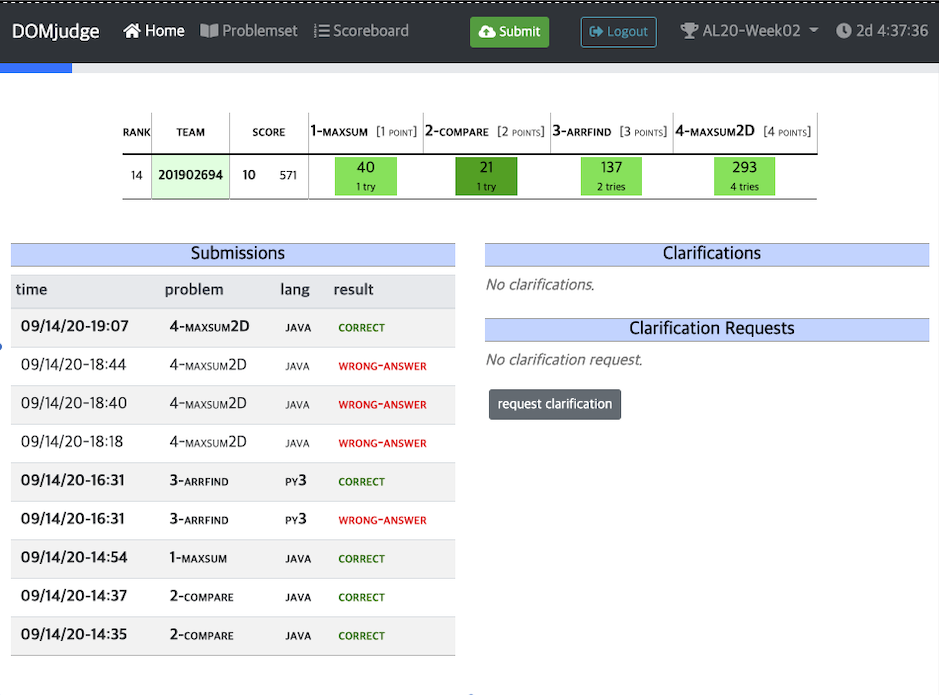 DOMjudge Home Problemset Scoreboard Submit Logout AL20-Week02 2d 4:37:36
RANK TEAM SCORE 1-MAXSUM [1 POINT] 2-COMPARE [2 POINTS] 3-ARRFIND [3 POINTS] 4-MAXSUM2D [4 POINTS]
14 201902694 10 571 40 21 137 293
1 try 1 try 2 tries 4 tries
Submissions
time problem lang result
09/14/20-19:07 4-MAXSUM2D JAVA CORRECT
09/14/20-18:44 4-MAXSUM2D JAVA WRONG-ANSWER
09/14/20-18:40 4-MAXSUM2D JAVA WRONG-ANSWER
09/14/20-18:18 4-MAXSUM2D JAVA WRONG-ANSWER
09/14/20-16:31 3-ARRFIND PY3 CORRECT
09/14/20-16:31 3-ARRFIND PY3 WRONG-ANSWER
09/14/20-14:54 1-MAXSUM JAVA CORRECT
09/14/20-14:37 2-COMPARE JAVA CORRECT
09/14/20-14:35 2-COMPARE JAVA CORRECT
Clarifications
No clarifications.
Clarification Requests
No clarification request.
request clarification